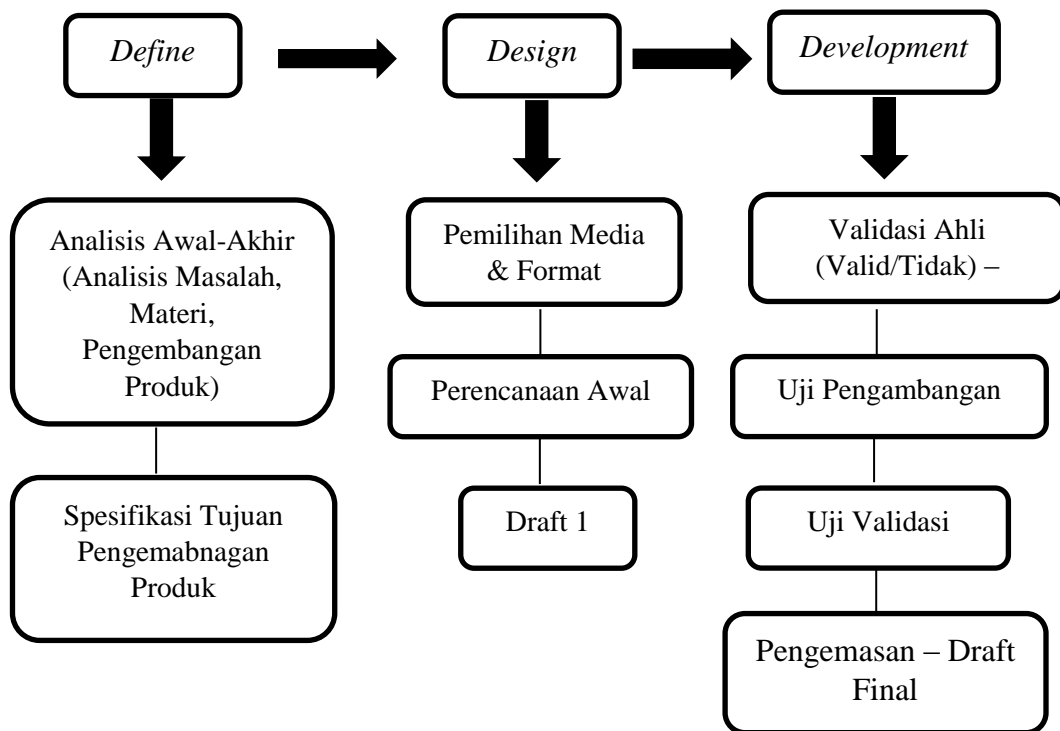 Define
Design
Development
Analisis Awal-Akhir
(Analisis Masalah,
Materi,
Pengembangan
Produk)
Spesifikasi Tujuan
Pengemabnagan
Produk
Pemilihan Media
& Format
Perencanaan Awal
Draft 1
Validasi Ahli
(Valid/Tidak) –
Uji Pengambangan
Uji Validasi
Pengemasan – Draft
Final